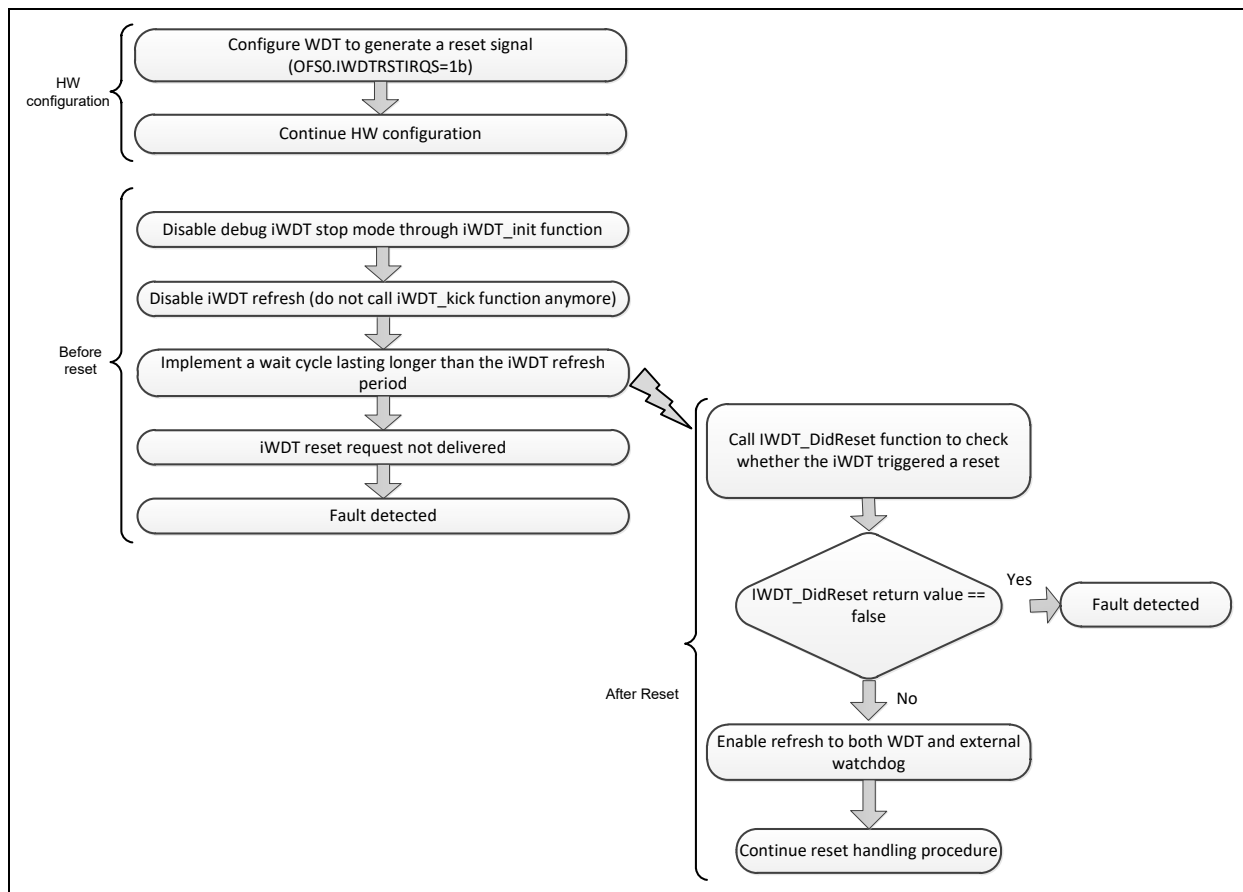 Configure WDT to generate a reset signal
(OFS0.IWDTRSTIRQS=1b)
HW
configuration
Continue HW configuration
Disable debug iWDT stop mode through iWDT_init function
Disable iWDT refresh (do not call iWDT_kick function anymore)
Before
reset
Implement a wait cycle lasting longer than the iWDT refresh
period
iWDT reset request not delivered
Fault detected
After Reset
Call IWDT_DidReset function to check
whether the iWDT triggered a reset
IWDT_DidReset return value ==
false
Yes
Fault detected
No
Enable refresh to both WDT and external
watchdog
Continue reset handling procedure